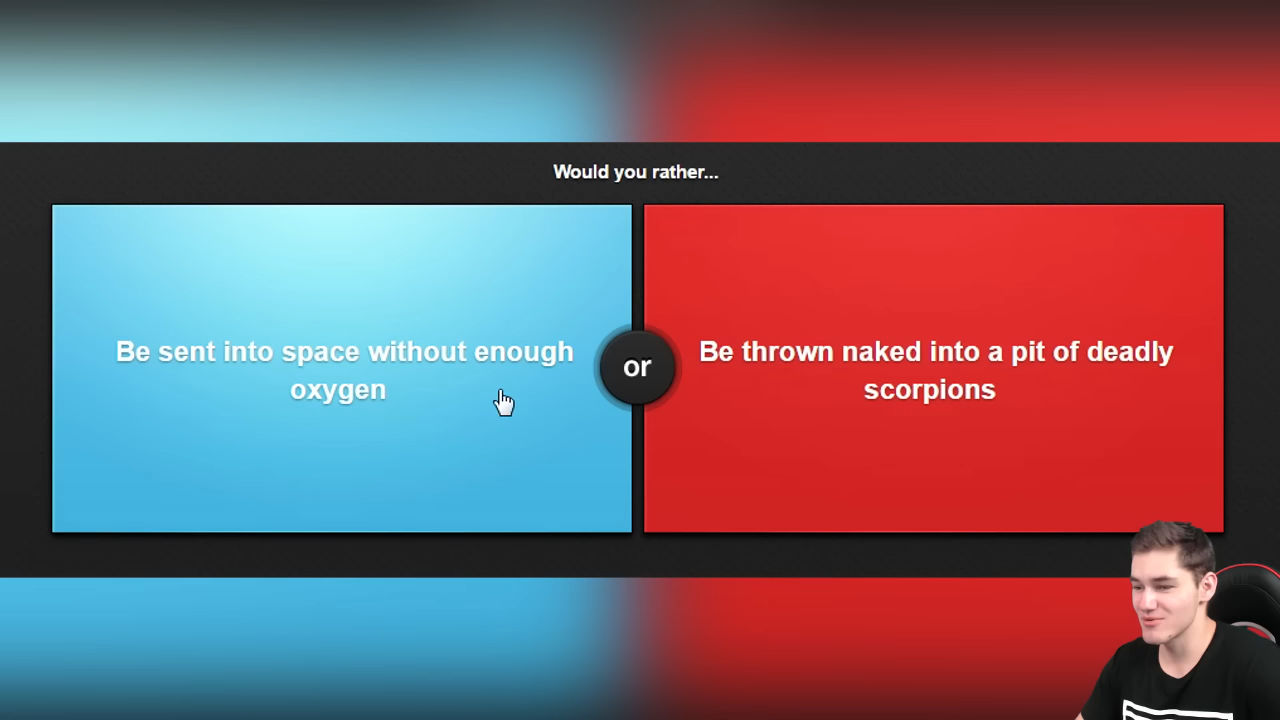 Would you rather...
Be sent into space without enough
oxygen
or
Be thrown naked into a pit of deadly
scorpions